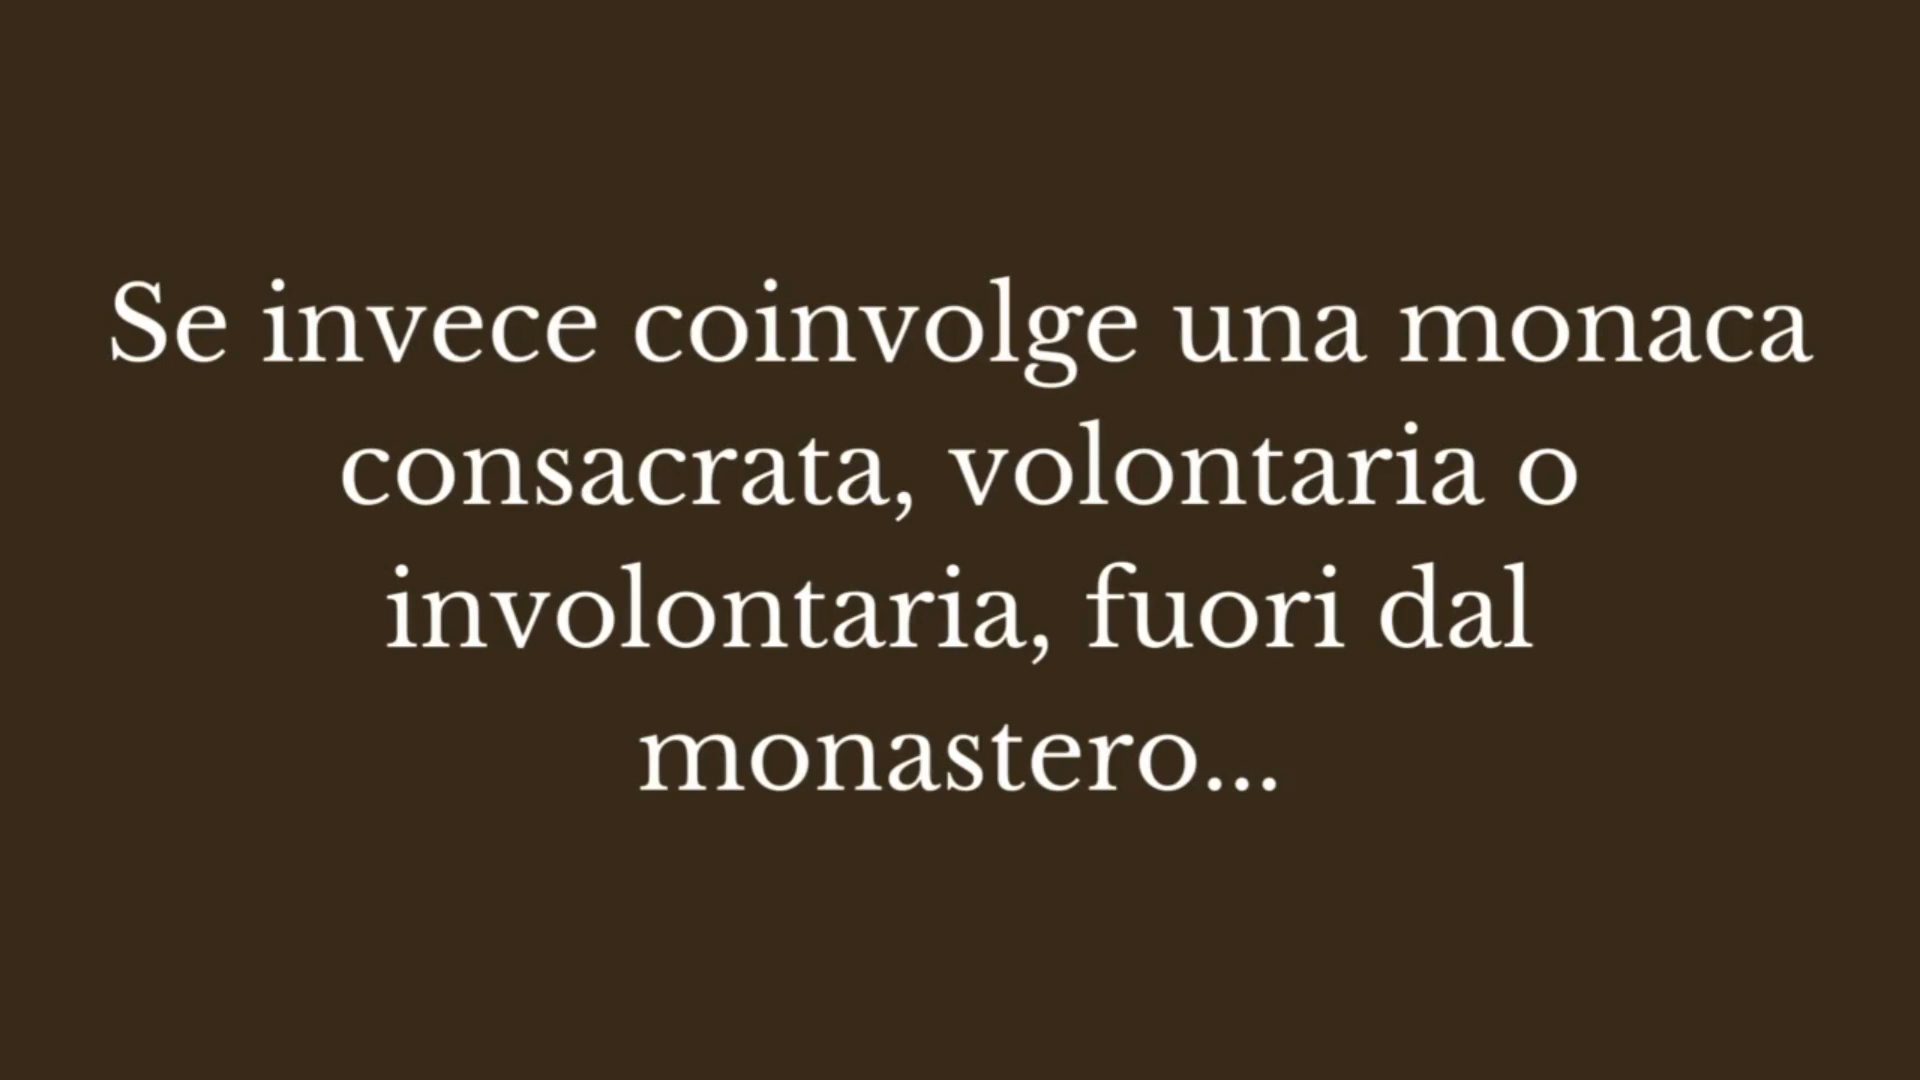 Se invece coinvolge una monaca
consacrata, volontaria o
involontaria, fuori dal
monastero...